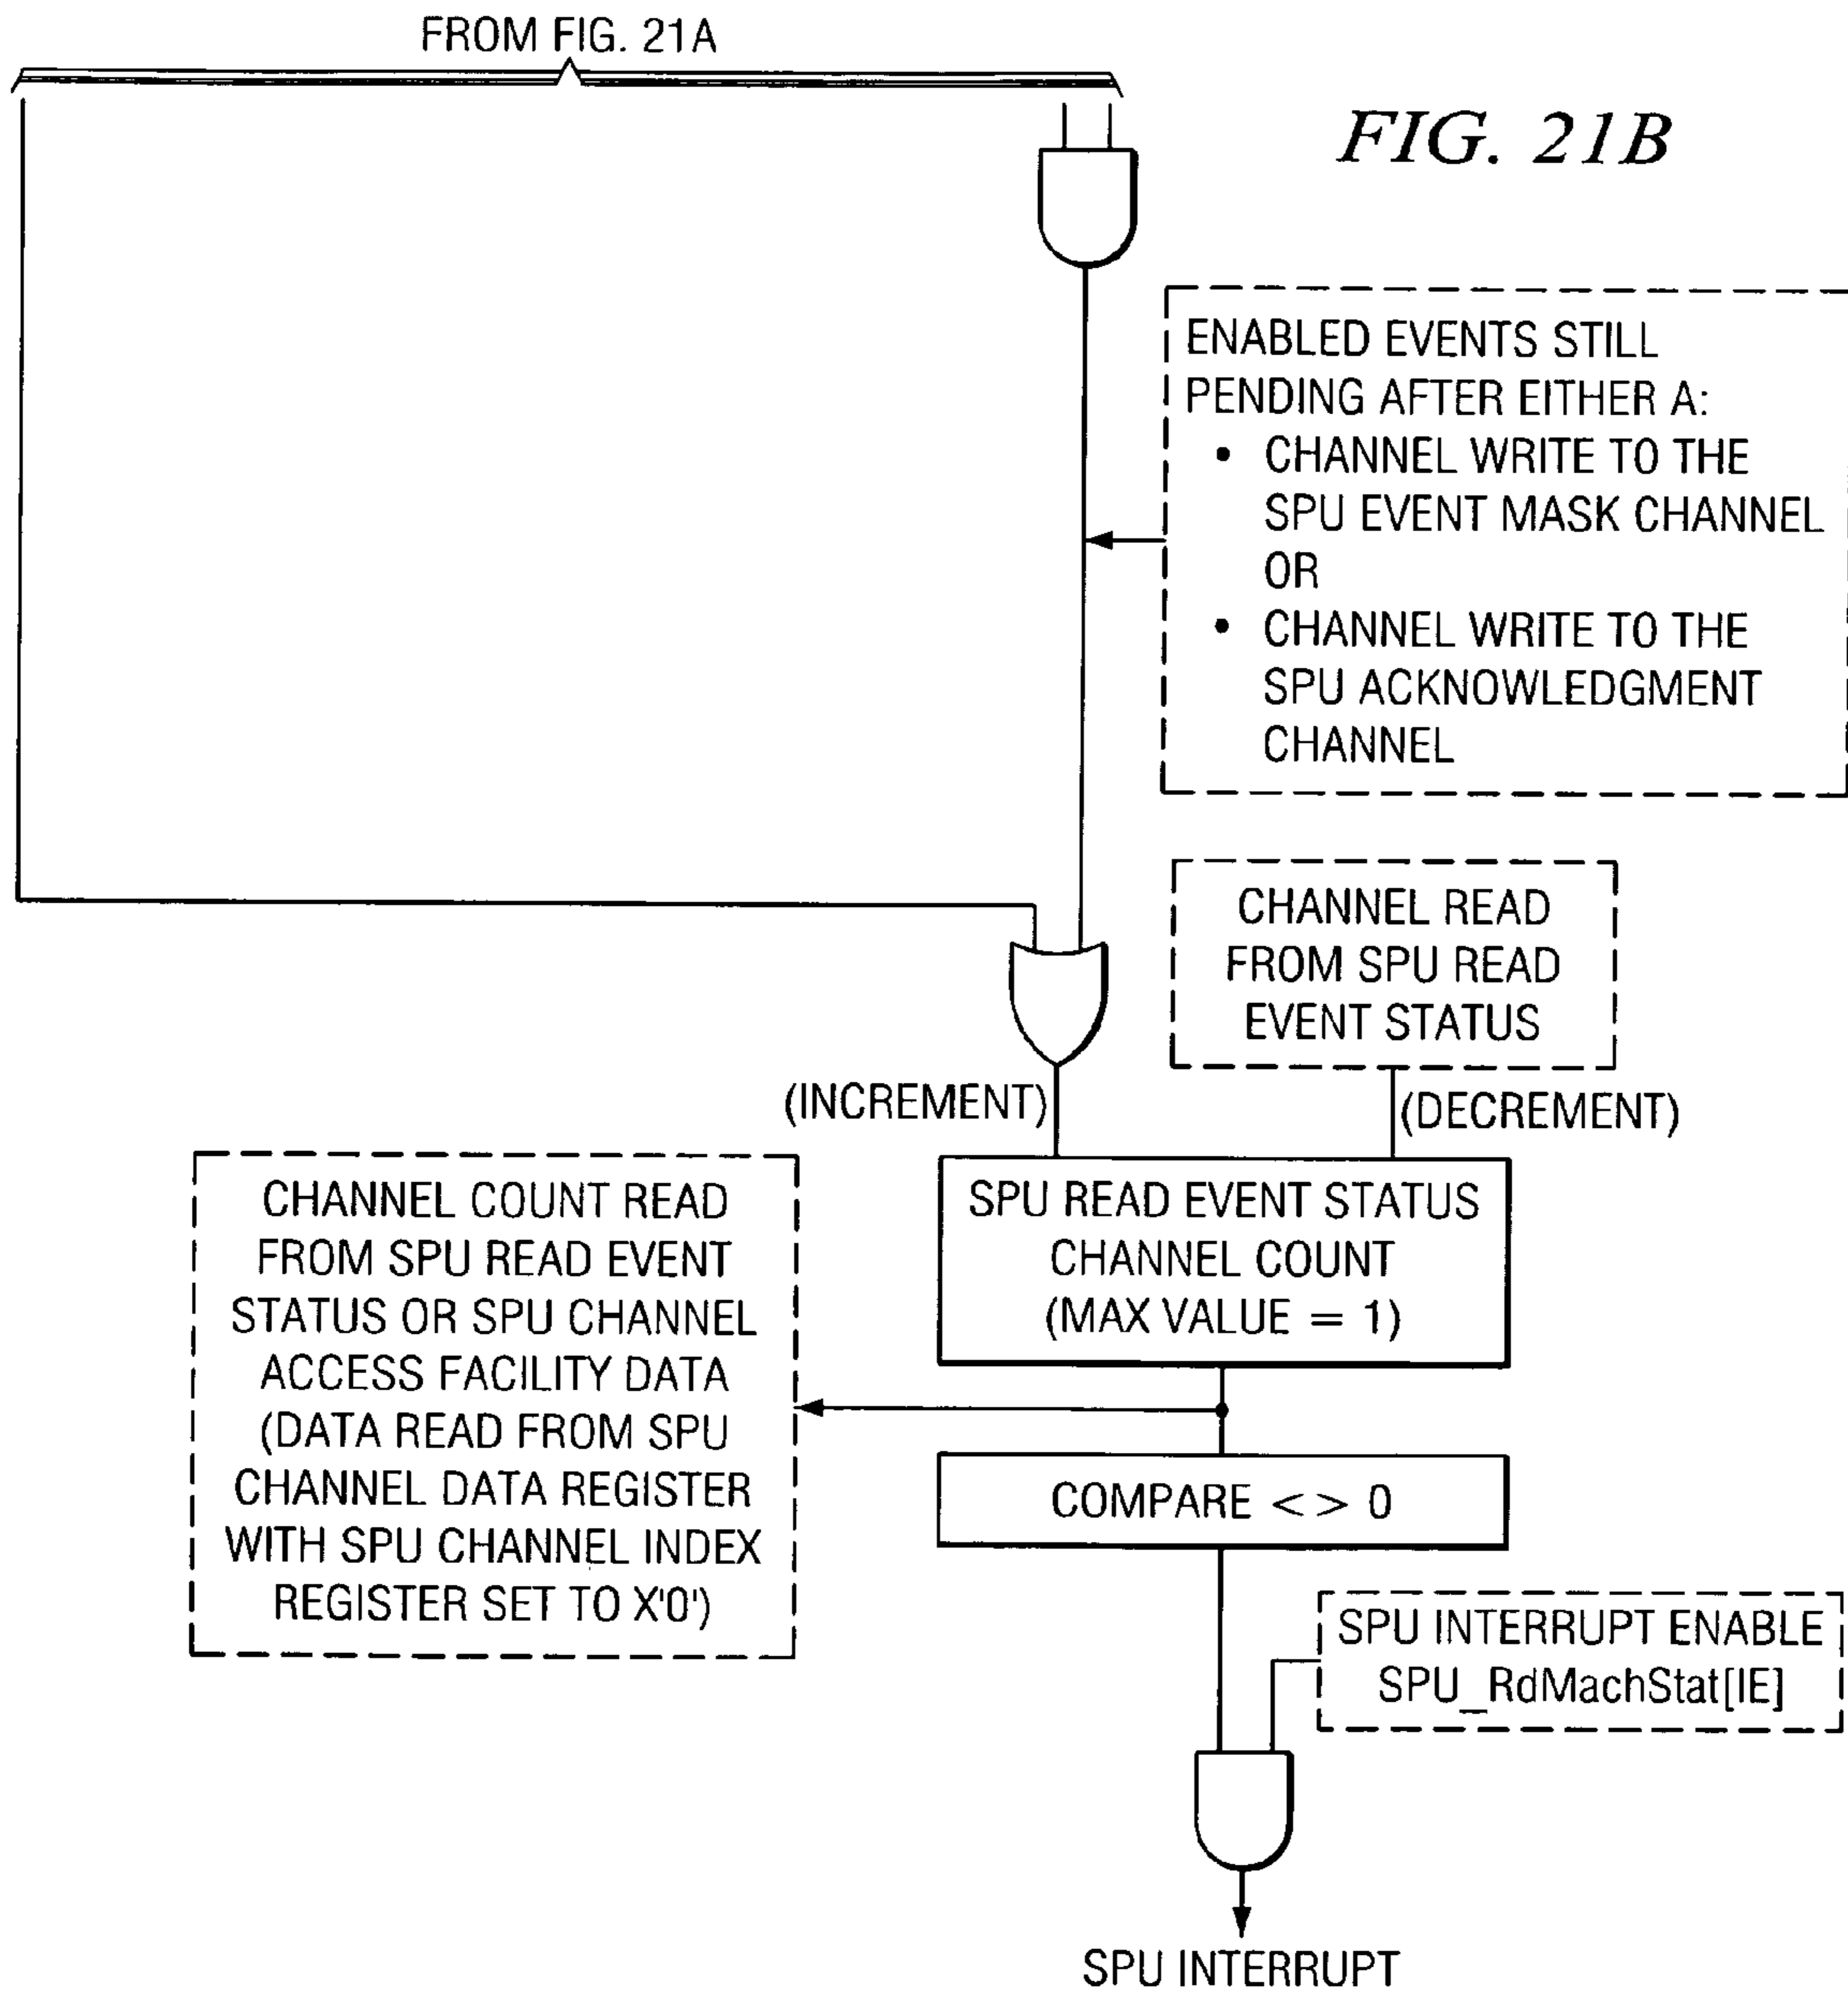 FROM FIG. 21A
FIG. 21B
ENABLED EVENTS STILL
PENDING AFTER EITHER A:
• CHANNEL WRITE TO THE
SPU EVENT MASK CHANNEL
OR
• CHANNEL WRITE TO THE
SPU ACKNOWLEDGMENT
CHANNEL
CHANNEL READ
FROM SPU READ
EVENT STATUS
(INCREMENT)
(DECREMENT)
CHANNEL COUNT READ
FROM SPU READ EVENT
STATUS OR SPU CHANNEL
ACCESS FACILITY DATA
(DATA READ FROM SPU
CHANNEL DATA REGISTER
WITH SPU CHANNEL INDEX
REGISTER SET TO X'0')
SPU READ EVENT STATUS
CHANNEL COUNT
(MAX VALUE = 1)
COMPARE < > 0
SPU INTERRUPT ENABLE
SPU_RdMachStat[IE]
SPU INTERRUPT